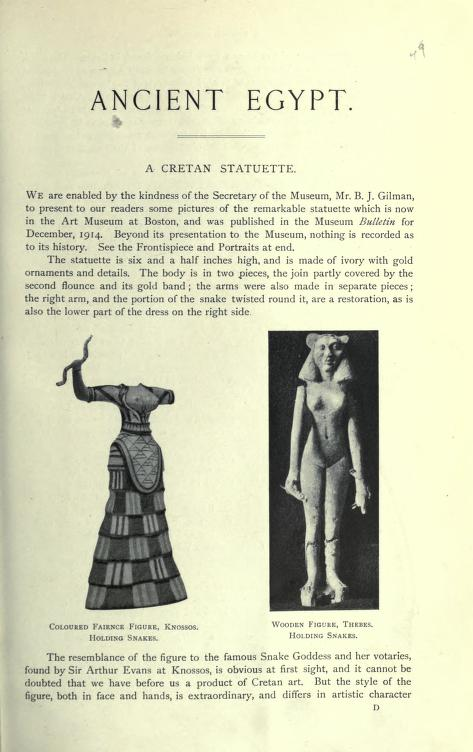 49
ANCIENT EGYPT.
A CRETAN STATUETTE.
WE are enabled by the kindness of the Secretary of the Museum, Mr. B. J. Gilman,
to present to our readers some pictures of the remarkable statuette which is now
in the Art Museum at Boston, and was published in the Museum Bulletin for
December, 1914. Beyond its presentation to the Museum, nothing is recorded as
to its history. See the Frontispiece and Portraits at end.
The statuette is six and a half inches high, and is made of ivory with gold
ornaments and details. The body is in two pieces, the join partly covered by the
second flounce and its gold band; the arms were also made in separate pieces;
the right arm, and the portion of the snake twisted round it, are a restoration, as is
also the lower part of the dress on the right side.
COLOURED FAIENCE FIGURE, KNOSSOS.
HOLDING SNAKES.
WOODEN FIGURE, THEBES.
HOLDING SNAKES.
The resemblance of the figure to the famous Snake Goddess and her votaries,
found by Sir Arthur Evans at Knossos, is obvious at first sight, and it cannot be
doubted that we have before us a product of Cretan art. But the style of the
figure, both in face and hands, is extraordinary, and differs in artistic character
D